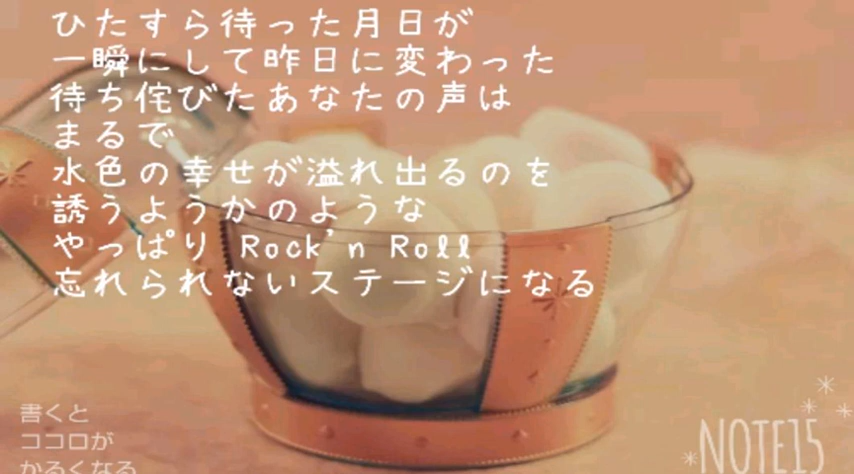 ひたすら待った月日が
一瞬にして昨日に変わった
待ち侘びたあなたの声は
まるで
水色の幸せが溢れ出るのを
誘うようかのような
やっぱり Rock'n Roll
忘れられないステージになる
書くと
ココロが
かるくなる
NOTE15